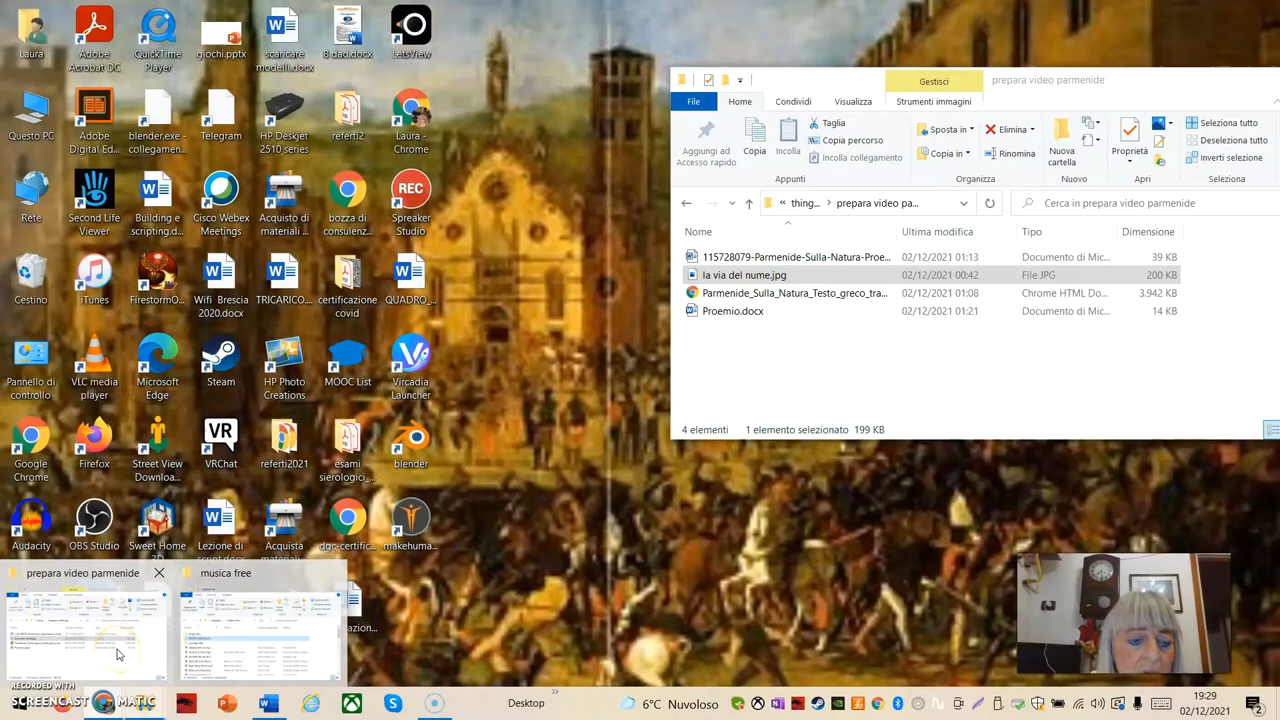 Laura
Adobe Acrobat DC
QuickTime Player
giochi.pptx
scaricare modelli.docx
8.dad.docx
LetsView
Questo PC
Adobe Digital Ed...
blender.exe - collegamen...
Telegram
HP Deskjet 2510 series
referti2
Laura - Chrome
Rete
Second Life Viewer
Building e scripting.d...
Cisco Webex Meetings
Acquisto di materiali ...
bozza di consulenz...
REC
Spreaker Studio
Cestino
iTunes
FirestormO...
Wifi Brescia 2020.docx
TRICARICO....
certificazione covid
QUADRO_...
Pannello di controllo
VLC media player
Microsoft Edge
Steam
HP Photo Creations
MOOC List
Vircadia Launcher
Google Chrome
Firefox
Street View Downloa...
VR
VRChat
referti2021
esami sierologici_...
blender
Audacity
OBS Studio
Sweet Home 3D
Lezione di script.docx
Acquista materiali
dgc-certific...
makehuma...
prepara video parmenide
musica free
Gestisci
prepara video parmenide
File
Home
Condividi
Visualizza
Strumenti immagini
Aggiungi ad Accesso rapido
Copia
Incolla
Taglia
Copia percorso
Incolla collegamento
Appunti
Sposta in
Copia in
Elimina
Rinomina
Organizza
Nuova cartella
Nuovo
Proprietà
Apri
Seleziona tutto
Deseleziona tutto
Inverti selezione
Seleziona
« thing... › prepara video pa...
Cerca in prepara video parmenide
Nome
Ultima modifica
Tipo
Dimensione
115728079-Parmenide-Sulla-Natura-Proe... 02/12/2021 01:13 Documento di Mic... 39 KB
la via del nume.jpg 02/12/2021 00:42 File JPG 200 KB
Parmenide_Sulla_Natura_Testo_greco_tra... 02/12/2021 01:08 Chrome HTML Do... 3.942 KB
Proemio.docx 02/12/2021 01:21 Documento di Mic... 14 KB
4 elementi 1 elemento selezionato 199 KB
RECORDED WITH
SCREENCAST MATIC
Desktop
6°C Nuvoloso
19:29
02/12/2021
2